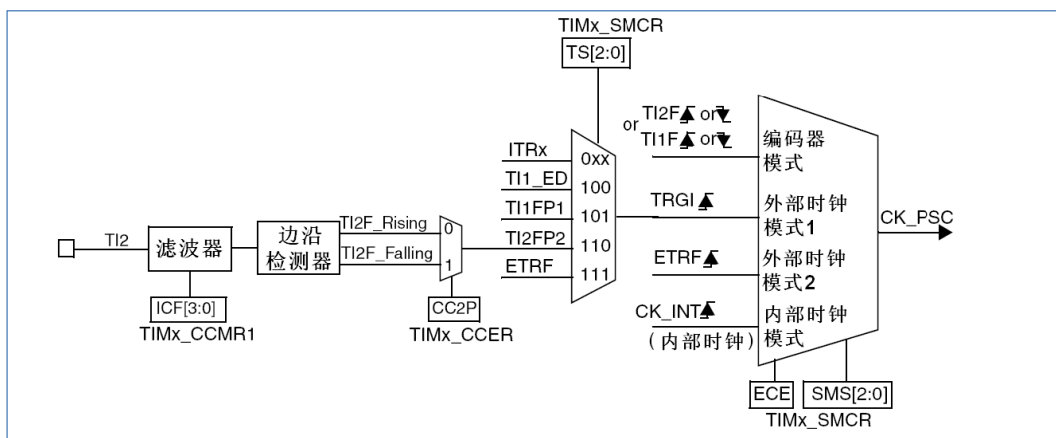 TIMx_SMCR
TS[2:0]
or TI2F or
TI1F or
编码器
模式
ITRx
0xx
TI1_ED
100
TI1FP1
101
TRGI
外部时钟
模式1
CK_PSC
TI2
滤波器
边沿
检测器
TI2F_Rising
0
TI2F_Falling
1
TI2FP2
110
ETRF
111
ETRF
外部时钟
模式2
ICF[3:0]
TIMx_CCMR1
CC2P
TIMx_CCER
CK_INT
(内部时钟)
内部时钟
模式
ECE
SMS[2:0]
TIMx_SMCR